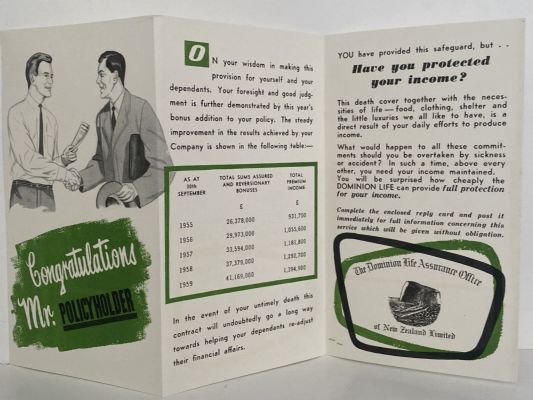 Congratulations
Mr. POLICYHOLDER
ON your wisdom in making this
provision for yourself and your
dependants. Your foresight and good judg-
ment is further demonstrated by this year's
bonus addition to your policy. The steady
improvement in the results achieved by your
Company is shown in the following table:—
AS AT 30th SEPTEMBER TOTAL SUMS ASSURED AND REVERSIONARY BONUSES TOTAL PREMIUM INCOME
£ £
1955 26,378,000 931,700
1956 29,973,000 1,055,600
1957 33,594,000 1,181,800
1958 37,379,000 1,292,700
1959 41,169,000 1,394,900
In the event of your untimely death this
contract will undoubtedly go a long way
towards helping your dependants re-adjust
their financial affairs.
YOU have provided this safeguard, but . .
Have you protected
your income?
This death cover together with the neces-
sities of life — food, clothing, shelter and
the little luxuries we all like to have, is a
direct result of your daily efforts to produce
income.
What would happen to all these commit-
ments should you be overtaken by sickness
or accident? In such a time, above every
other, you need your income maintained.
You will be surprised how cheaply the
DOMINION LIFE can provide full protection
for your income.
Complete the enclosed reply card and post it
immediately for full information concerning this
service which will be given without obligation.
The Dominion Life Assurance Office
of New Zealand Limited